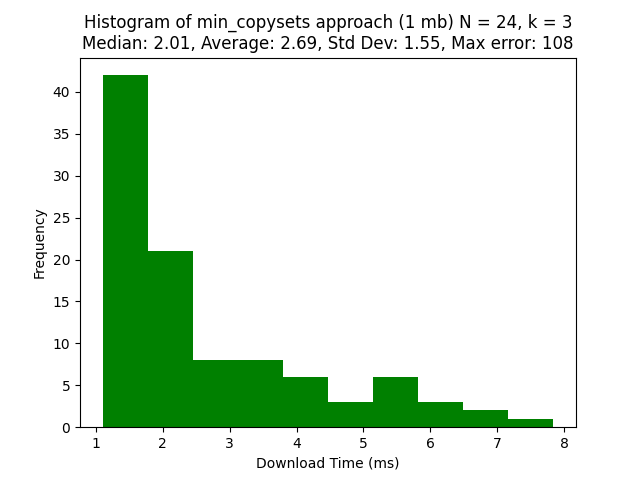 Histogram of min_copysets approach (1 mb) N = 24, k = 3
Median: 2.01, Average: 2.69, Std Dev: 1.55, Max error: 108
40
35
30
25
20
15
10
5
0
Frequency
1 2 3 4 5 6 7 8
Download Time (ms)